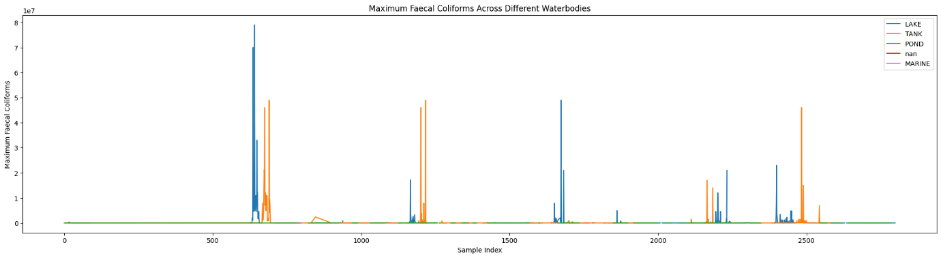 Maximum Faecal Coliforms Across Different Waterbodies
1e7
8
7
6
5
4
3
2
1
0
Maximum Faecal Coliforms
LAKE
TANK
POND
nan
MARINE
0 500 1000 1500 2000 2500
Sample Index